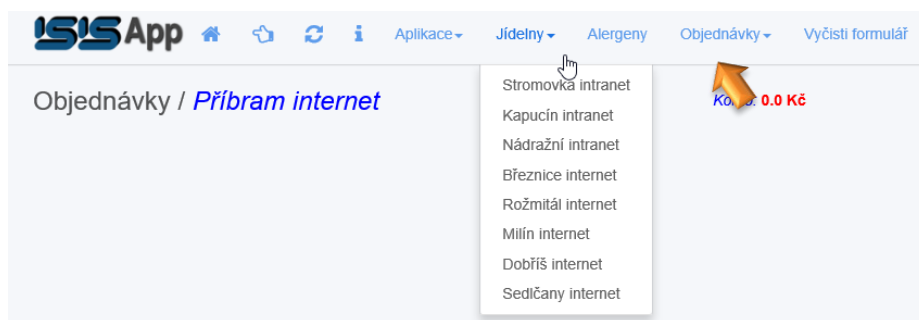 ISIS App Aplikace Jídelny Alergeny Objednávky Vyčisti formulář
Objednávky / Příbram internet
0.0 Kč
Stromovka intranet
Kapucín intranet
Nádražní intranet
Březnice internet
Rožmitál internet
Milín internet
Dobříš internet
Sedlčany internet